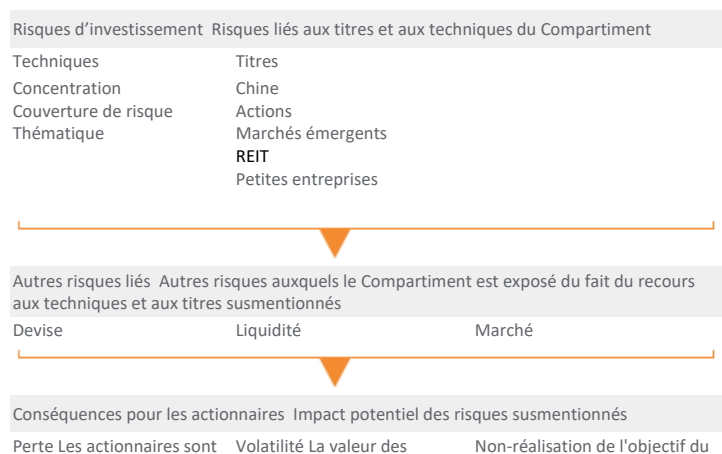 Risques d’investissement Risques liés aux titres et aux techniques du Compartiment
Techniques Titres
Concentration Chine
Couverture de risque Actions
Thématique Marchés émergents
REIT
Petites entreprises
Autres risques liés Autres risques auxquels le Compartiment est exposé du fait du recours
aux techniques et aux titres susmentionnés
Devise Liquidité Marché
Conséquences pour les actionnaires Impact potentiel des risques susmentionnés
Perte Les actionnaires sont Volatilité La valeur des Non-réalisation de l'objectif du